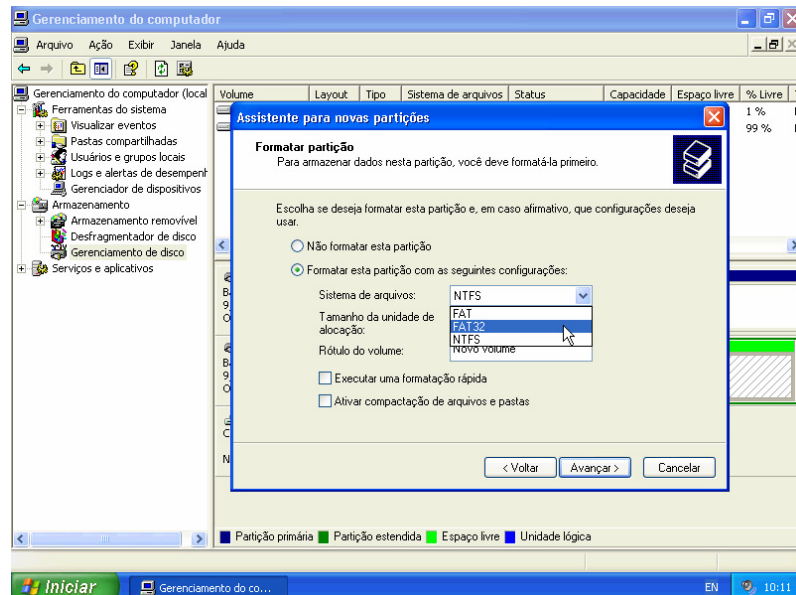 Gerenciamento do computador
Arquivo Ação Exibir Janela Ajuda
Gerenciamento do computador (local
Ferramentas do sistema
Visualizar eventos
Pastas compartilhadas
Usuários e grupos locais
Logs e alertas de desempenh
Gerenciador de dispositivos
Armazenamento
Armazenamento removível
Desfragmentador de disco
Gerenciamento de disco
Serviços e aplicativos
Volume Layout Tipo Sistema de arquivos Status Capacidade Espaço livre % Livre
1 %
99 %
Assistente para novas partições
Formatar partição
Para armazenar dados nesta partição, você deve formatá-la primeiro.
Escolha se deseja formatar esta partição e, em caso afirmativo, que configurações deseja
usar.
Não formatar esta partição
Formatar esta partição com as seguintes configurações:
Sistema de arquivos: NTFS
FAT
FAT32
NTFS
Tamanho da unidade de
alocação:
Rótulo do volume: Novo volume
Executar uma formatação rápida
Ativar compactação de arquivos e pastas
< Voltar Avançar > Cancelar
Partição primária Partição estendida Espaço livre Unidade lógica
Iniciar Gerenciamento do co... EN 10:11